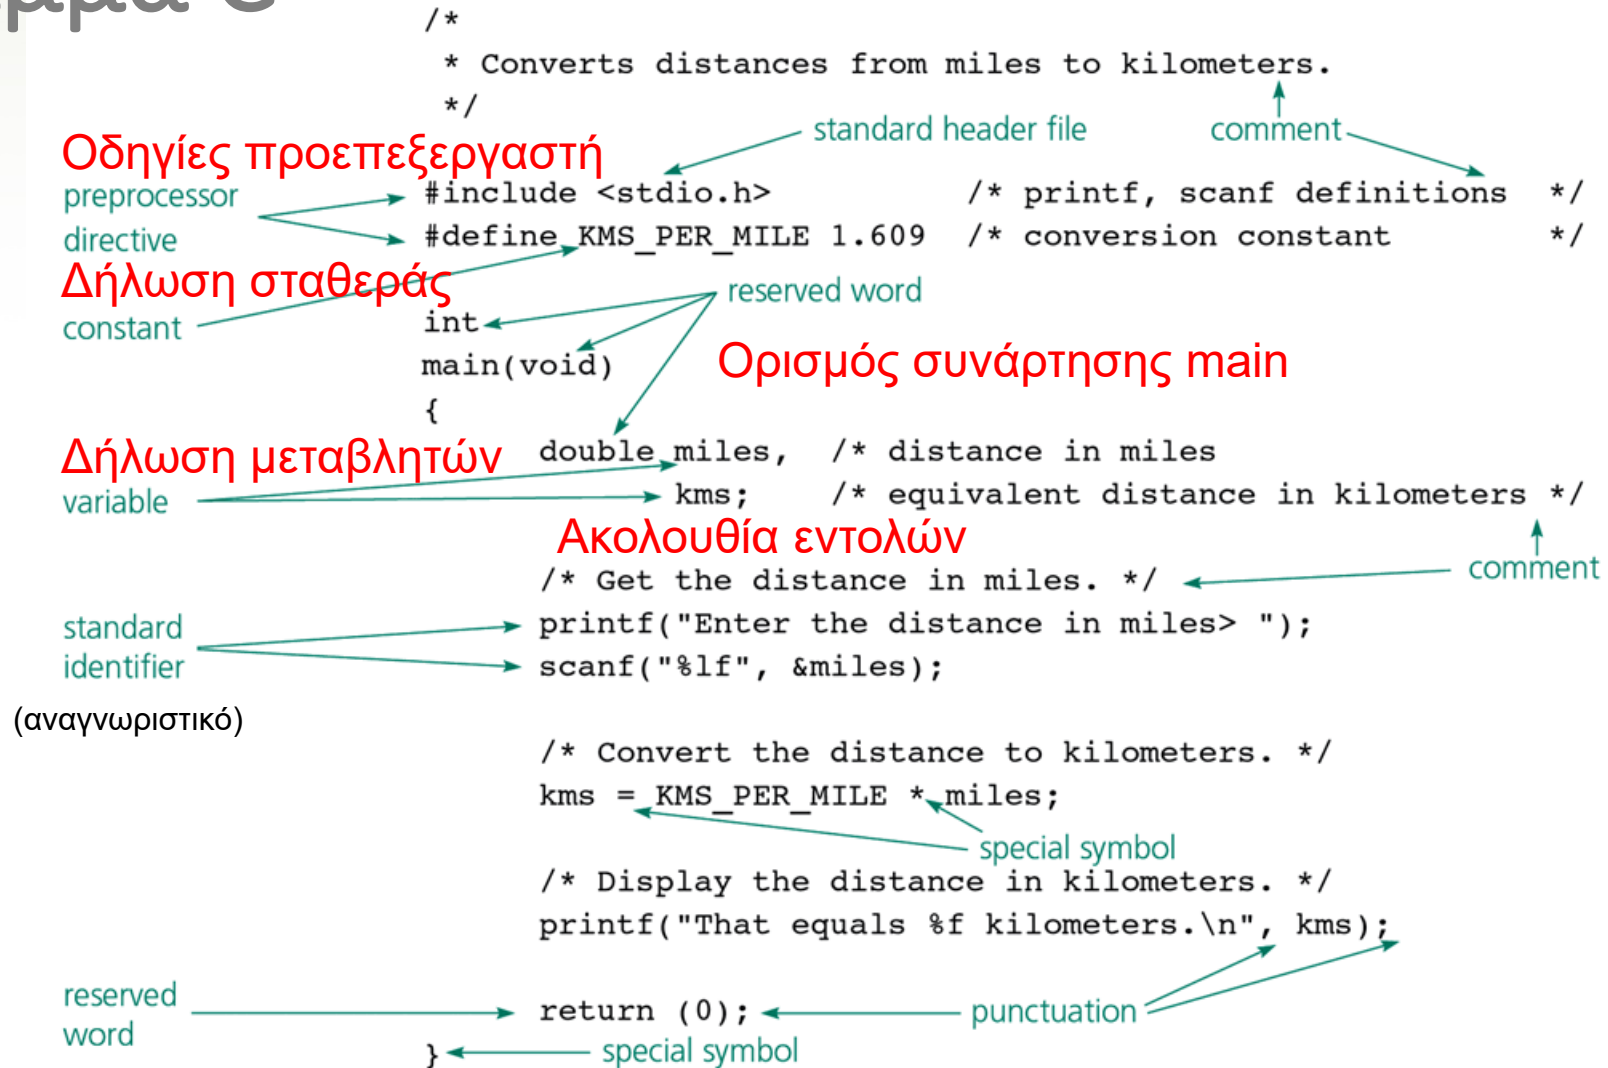 C
/*
* Converts distances from miles to kilometers.
*/
standard header file comment
Οδηγίες προεπεξεργαστή
preprocessor
directive
#include <stdio.h> /* printf, scanf definitions */
#define KMS_PER_MILE 1.609 /* conversion constant */
Δήλωση σταθεράς
constant
reserved word
int
main(void)
Ορισμός συνάρτησης main
{
Δήλωση μεταβλητών
variable
double miles, /* distance in miles
kms; /* equivalent distance in kilometers */
Ακολουθία εντολών
comment
/* Get the distance in miles. */
standard
identifier
printf("Enter the distance in miles> ");
scanf("%lf", &miles);
(αναγνωριστικό)
/* Convert the distance to kilometers. */
kms = KMS_PER_MILE * miles;
special symbol
/* Display the distance in kilometers. */
printf("That equals %f kilometers.\n", kms);
reserved
word
return (0);
punctuation
}
special symbol